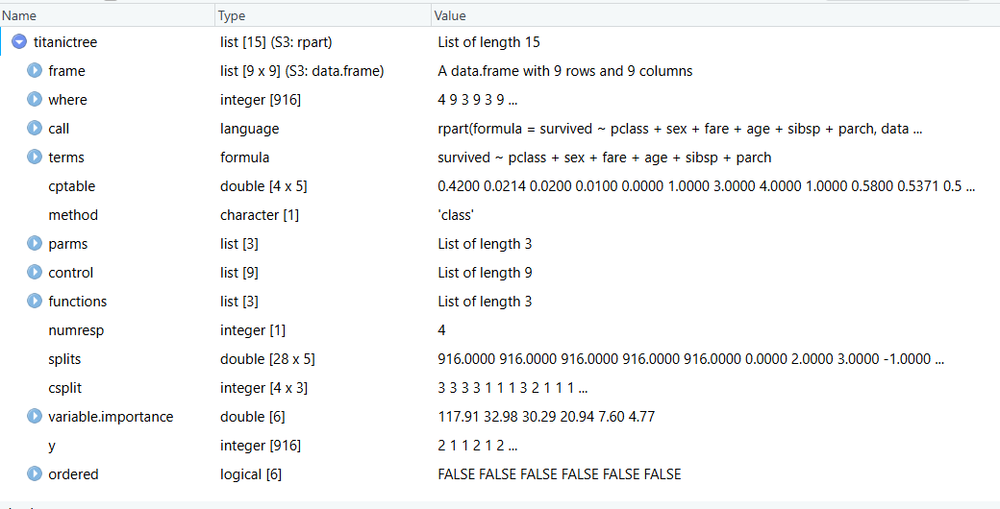 Name Type Value
titanictree list [15] (S3: rpart) List of length 15
frame list [9 x 9] (S3: data.frame) A data.frame with 9 rows and 9 columns
where integer [916] 4 9 3 9 3 9 ...
call language rpart(formula = survived ~ pclass + sex + fare + age + sibsp + parch, data ...
terms formula survived ~ pclass + sex + fare + age + sibsp + parch
cptable double [4 x 5] 0.4200 0.0214 0.0200 0.0100 0.0000 1.0000 3.0000 4.0000 1.0000 0.5800 0.5371 0.5 ...
method character [1] 'class'
parms list [3] List of length 3
control list [9] List of length 9
functions list [3] List of length 3
numresp integer [1] 4
splits double [28 x 5] 916.0000 916.0000 916.0000 916.0000 916.0000 0.0000 2.0000 3.0000 -1.0000 ...
csplit integer [4 x 3] 3 3 3 3 1 1 1 3 2 1 1 1 ...
variable.importance double [6] 117.91 32.98 30.29 20.94 7.60 4.77
y integer [916] 2 1 1 2 1 2 ...
ordered logical [6] FALSE FALSE FALSE FALSE FALSE FALSE